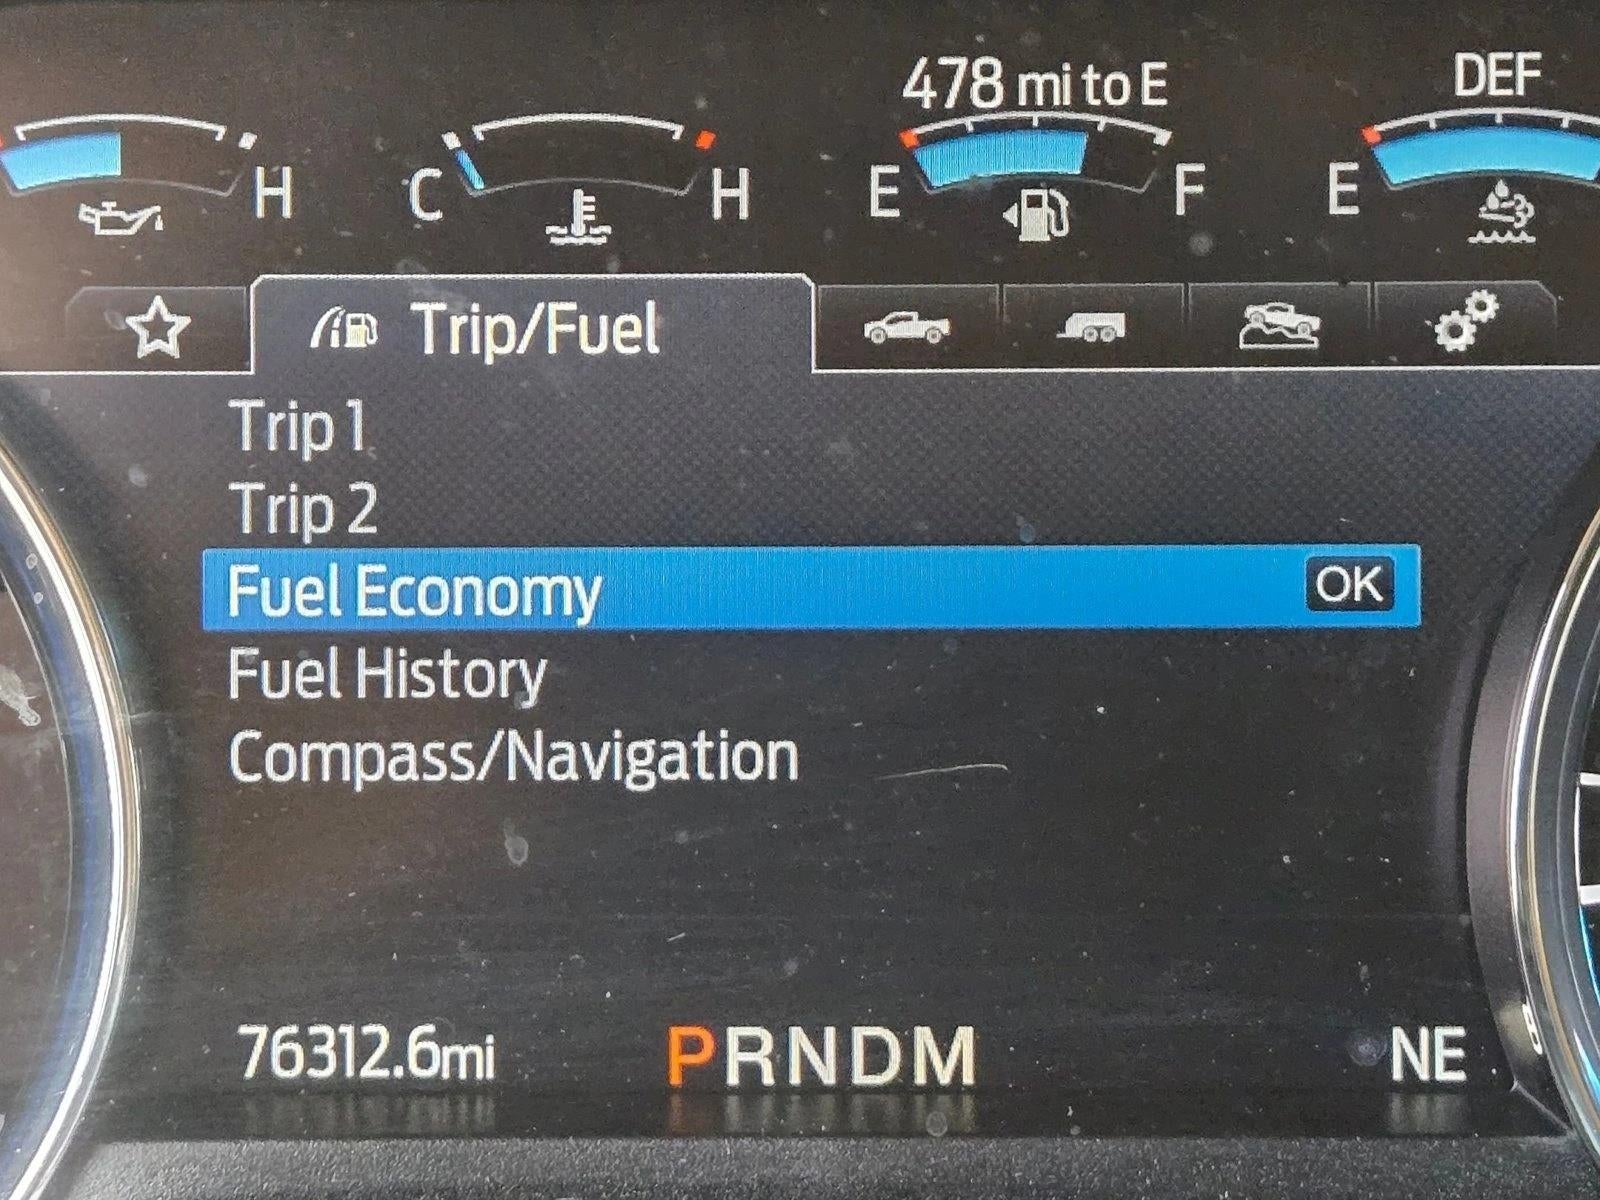 478 mi to E
DEF
H
C
H
E
F
E
Trip/Fuel
Trip 1
Trip 2
Fuel Economy
OK
Fuel History
Compass/Navigation
76312.6mi
PRNDM
NE